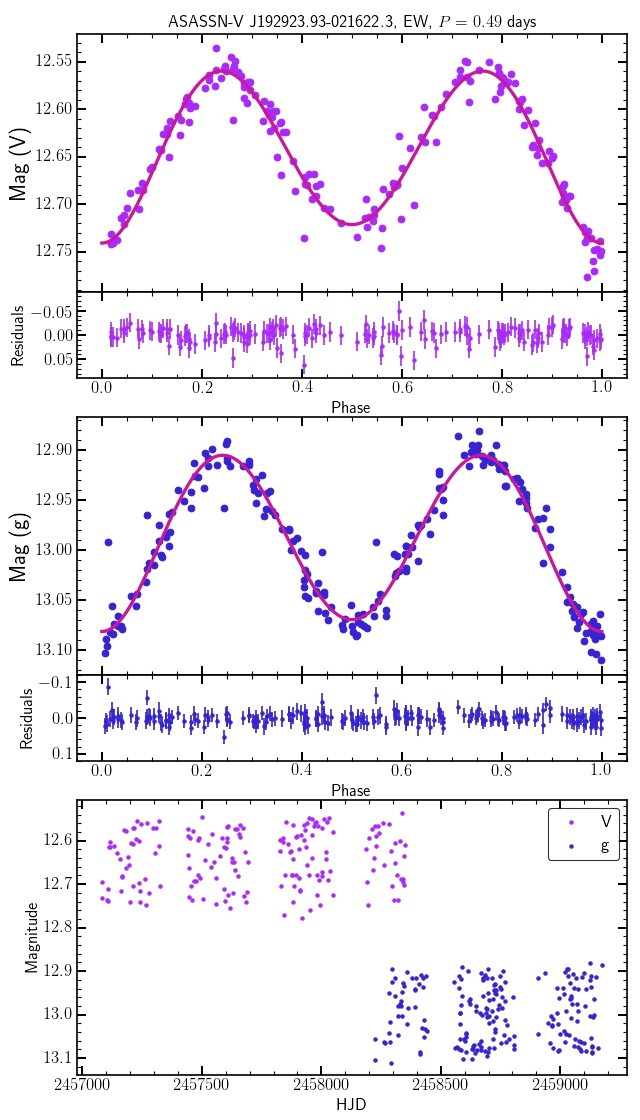 ASASSN-V J192923.93-021622.3, EW, P = 0.49 days
12.55
12.60
12.65
12.70
12.75
Mag (V)
−0.05
0.00
0.05
Residuals
0.0 0.2 0.4 0.6 0.8 1.0
Phase
12.90
12.95
13.00
13.05
13.10
Mag (g)
−0.1
0.0
0.1
Residuals
0.0 0.2 0.4 0.6 0.8 1.0
Phase
V
g
12.6
12.7
12.8
12.9
13.0
13.1
Magnitude
2457000 2457500 2458000 2458500 2459000
HJD